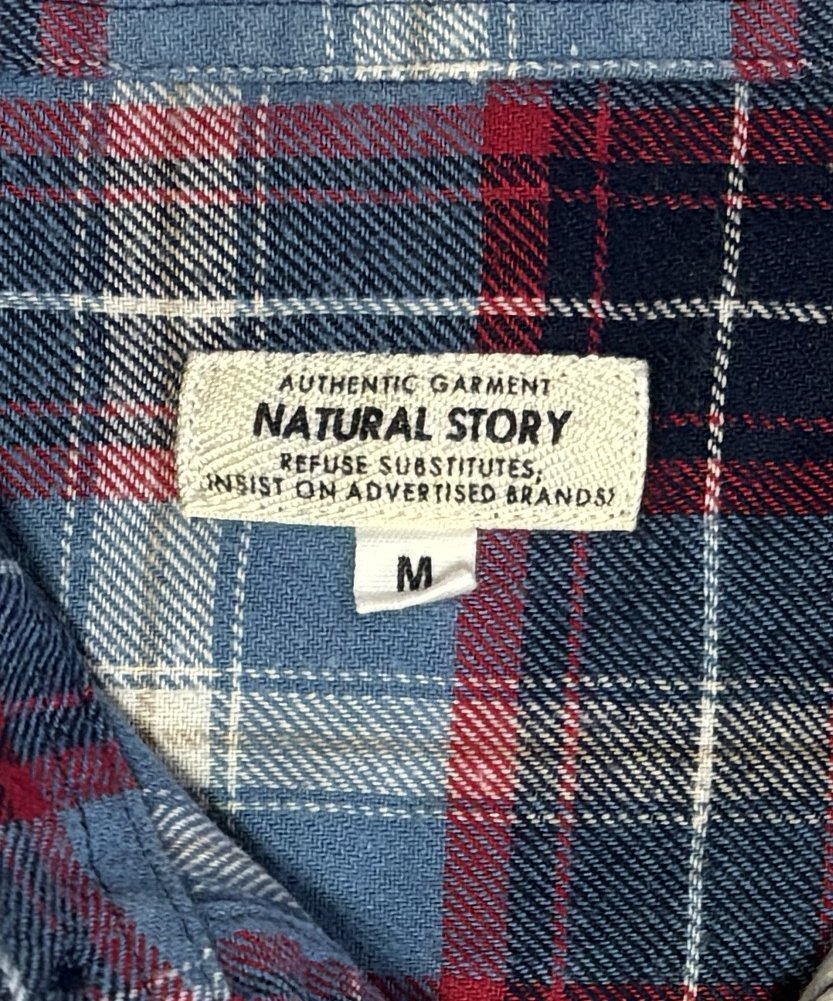 AUTHENTIC GARMENT
NATURAL STORY
REFUSE SUBSTITUTES;
INSIST ON ADVERTISED BRANDS!
M